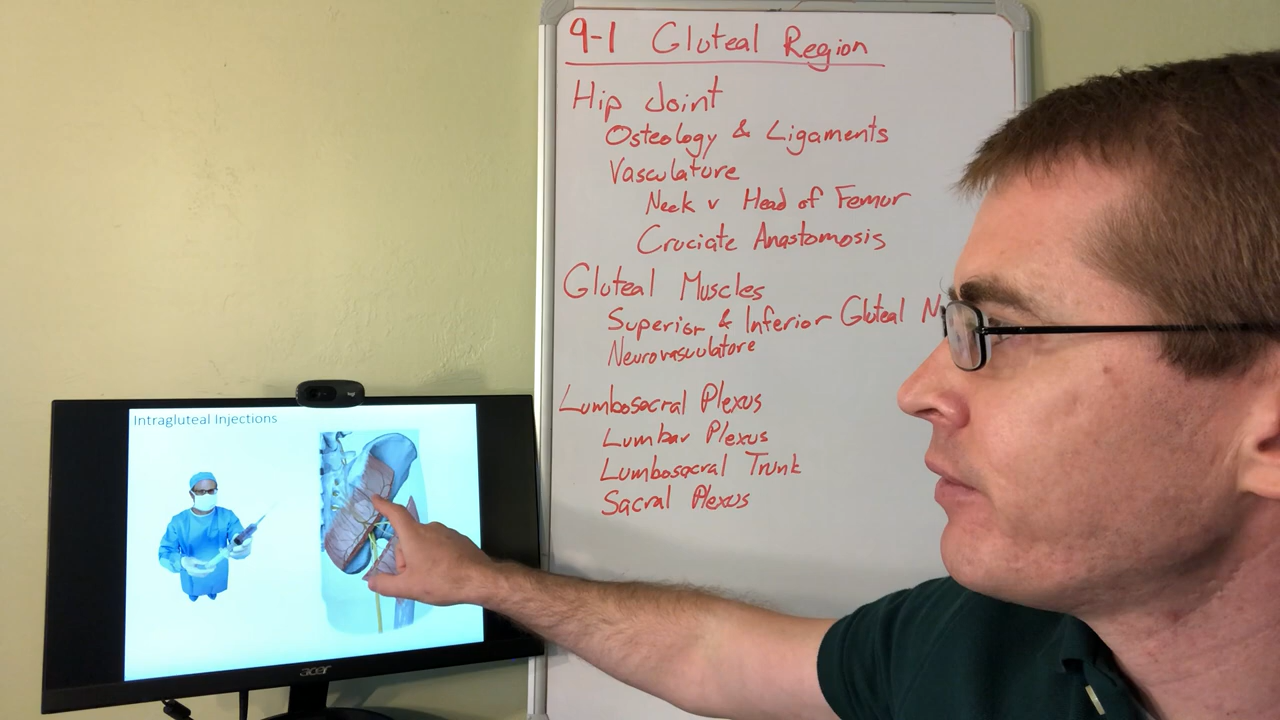 9-1 Gluteal Region
Hip Joint
Osteology & Ligaments
Vasculature
Neck v Head of Femur
Cruciate Anastomosis
Gluteal Muscles
Superior & Inferior Gluteal N
Neurovasculature
Lumbosacral Plexus
Lumbar Plexus
Lumbosacral Trunk
Sacral Plexus
Intragluteal Injections
acer